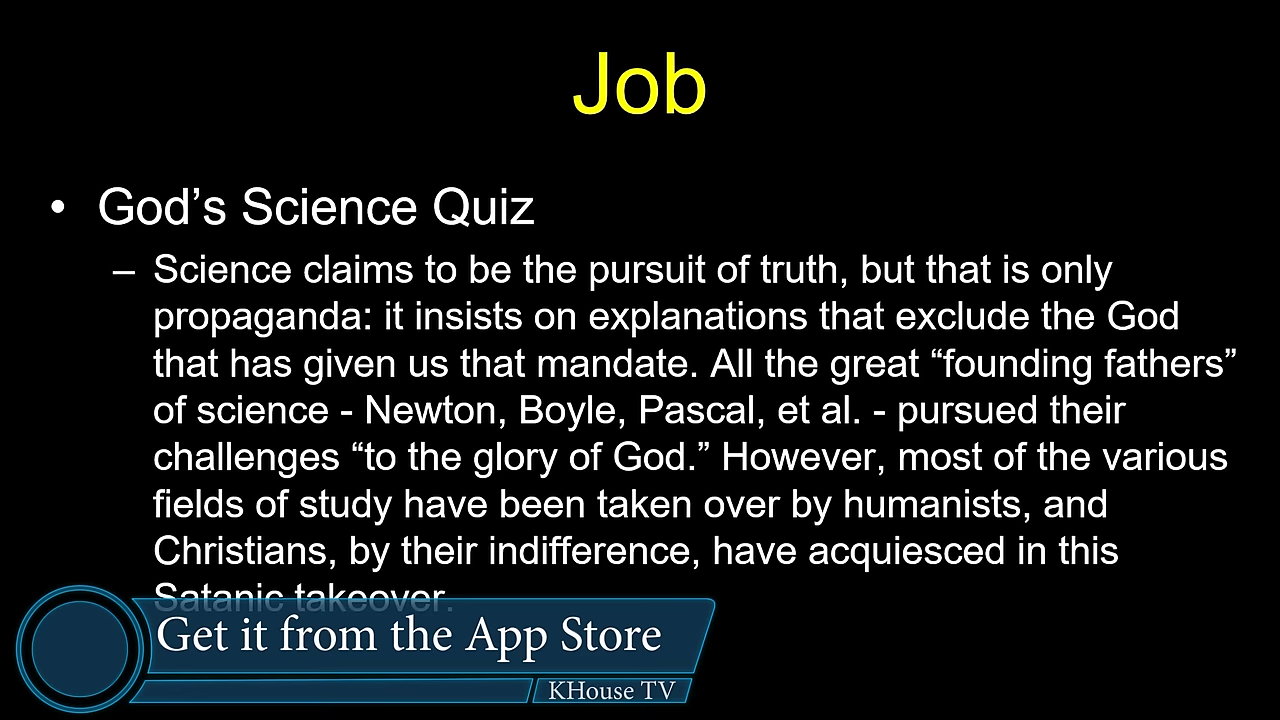 Job
• God’s Science Quiz
– Science claims to be the pursuit of truth, but that is only
propaganda: it insists on explanations that exclude the God
that has given us that mandate. All the great “founding fathers”
of science - Newton, Boyle, Pascal, et al. - pursued their
challenges “to the glory of God.” However, most of the various
fields of study have been taken over by humanists, and
Christians, by their indifference, have acquiesced in this
Satanic takeover.
Get it from the App Store
KHouse TV